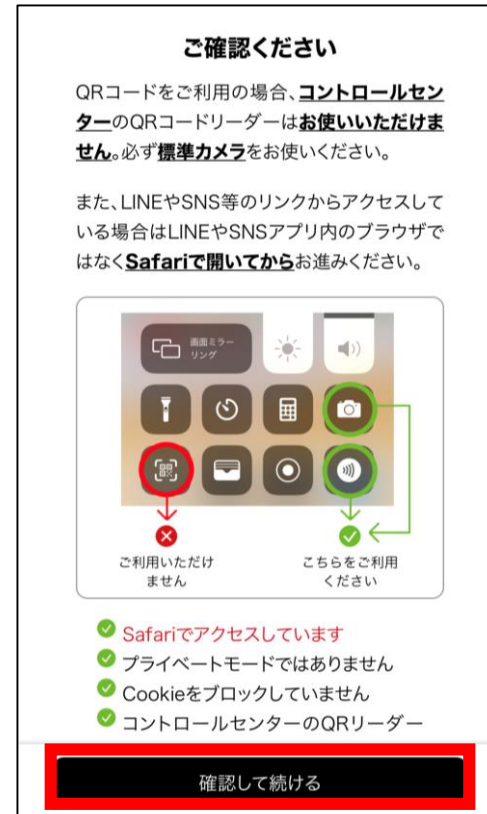 ご確認ください
QRコードをご利用の場合、コントロールセン
ターのQRコードリーダーはお使いいただけま
せん。必ず標準カメラをお使いください。
また、LINEやSNS等のリンクからアクセスして
いる場合はLINEやSNSアプリ内のブラウザで
はなくSafariで開いてからお進みください。
画面ミラー
リング
ご利用いただけ
ません
こちらをご利用
ください
Safariでアクセスしています
プライベートモードではありません
Cookieをブロックしていません
コントロールセンターのQRリーダー
確認して続ける